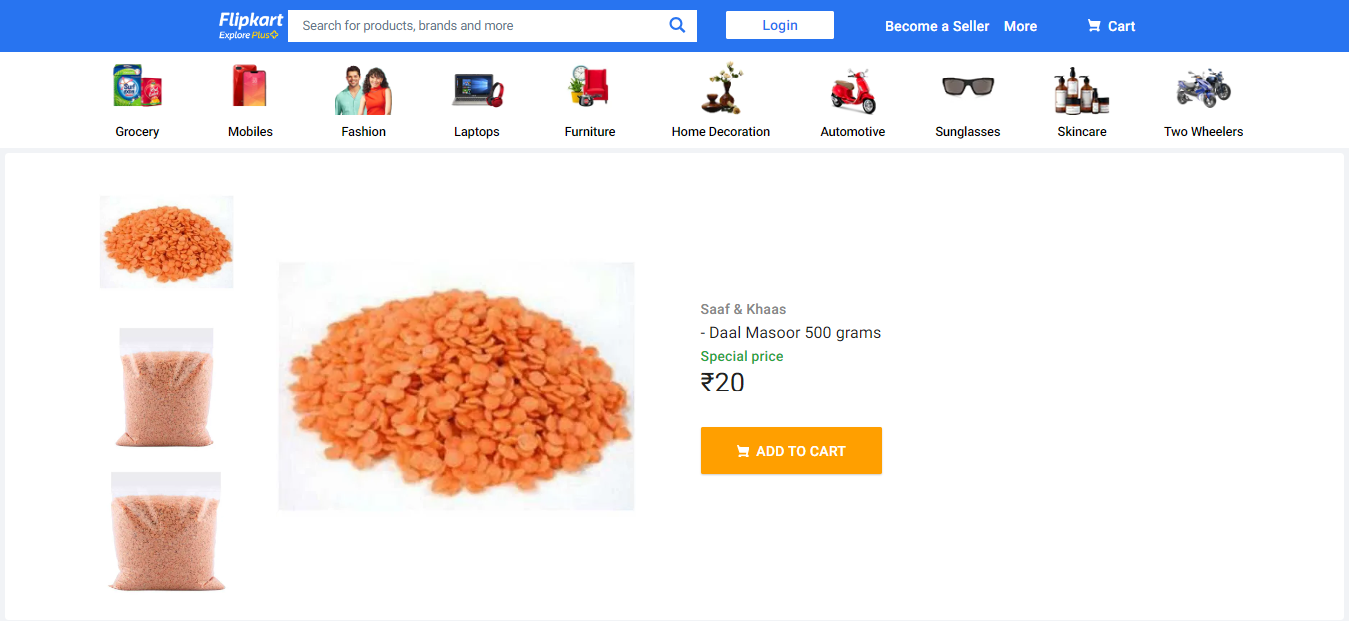 Flipkart
Explore Plus
Search for products, brands and more
Login
Become a Seller
More
Cart
Grocery
Mobiles
Fashion
Laptops
Furniture
Home Decoration
Automotive
Sunglasses
Skincare
Two Wheelers
Saaf & Khaas
- Daal Masoor 500 grams
Special price
₹20
ADD TO CART